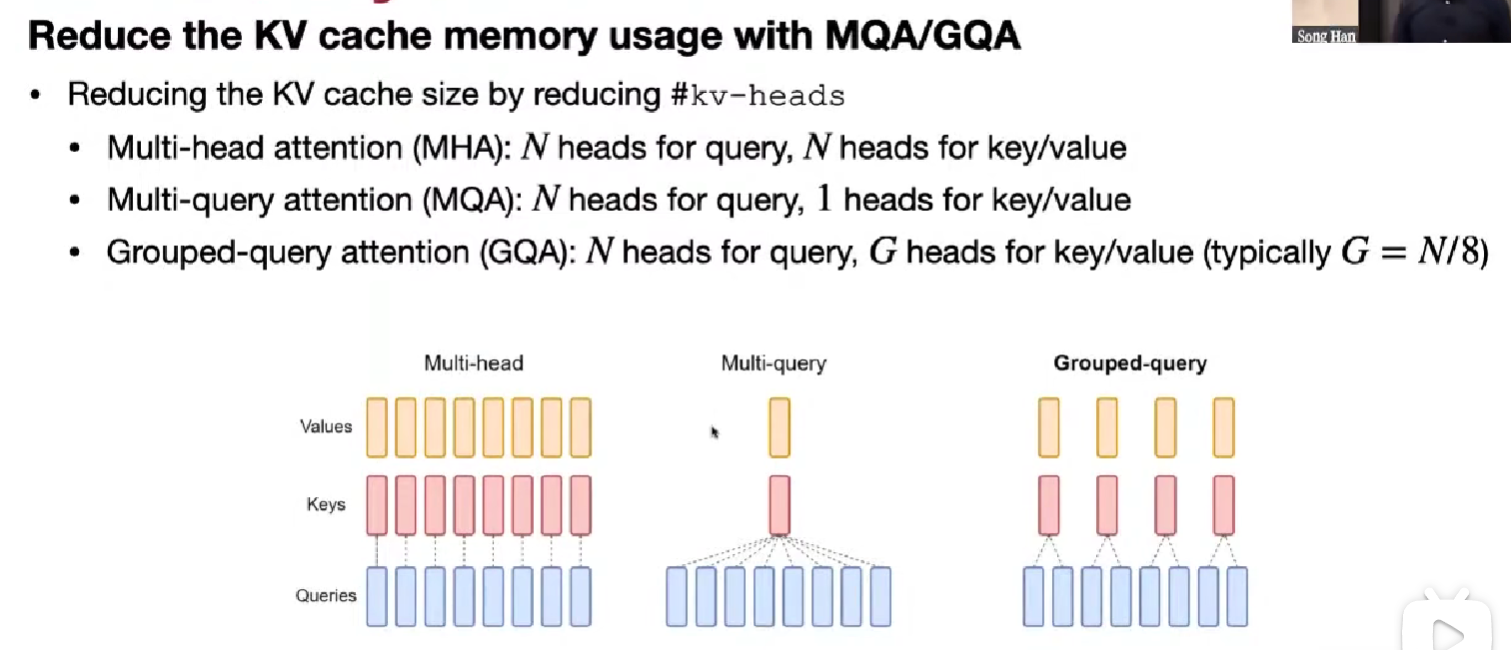 Reduce the KV cache memory usage with MQA/GQA
Song Han
• Reducing the KV cache size by reducing #kv-heads
• Multi-head attention (MHA): N heads for query, N heads for key/value
• Multi-query attention (MQA): N heads for query, 1 heads for key/value
• Grouped-query attention (GQA): N heads for query, G heads for key/value (typically G = N/8)
Multi-head Multi-query Grouped-query
Values
Keys
Queries